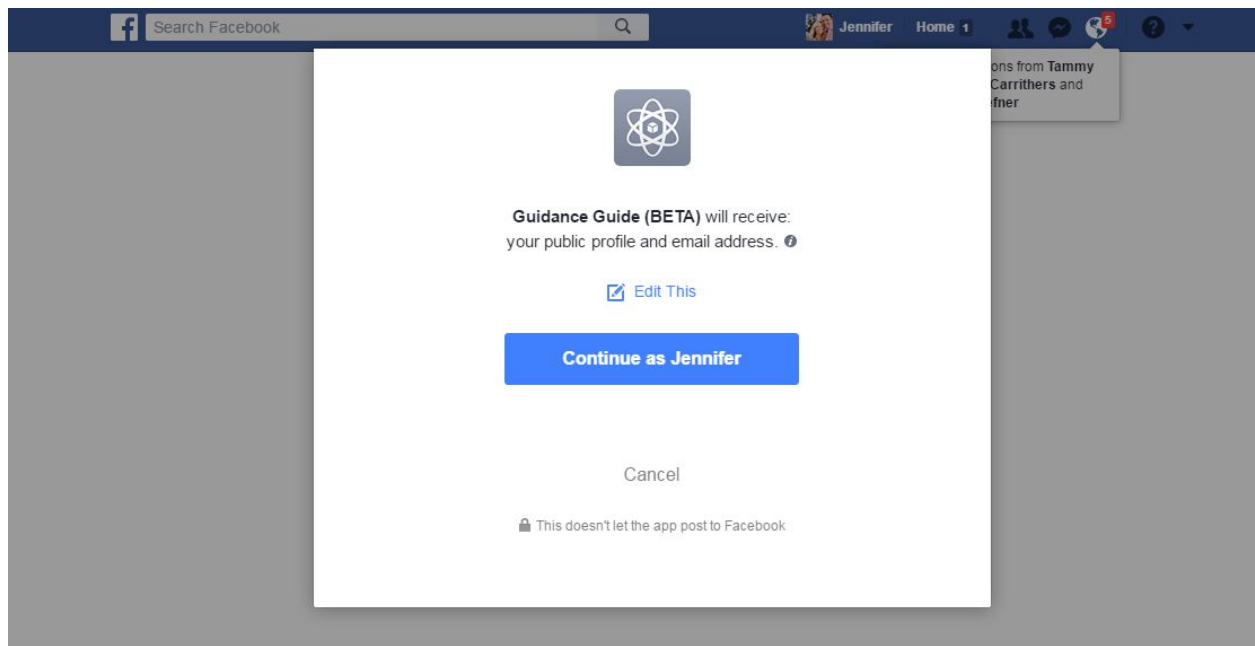 Search Facebook
Jennifer
Home 1
5
ons from Tammy
Carrithers and
fner
Guidance Guide (BETA) will receive:
your public profile and email address.
Edit This
Continue as Jennifer
Cancel
This doesn't let the app post to Facebook